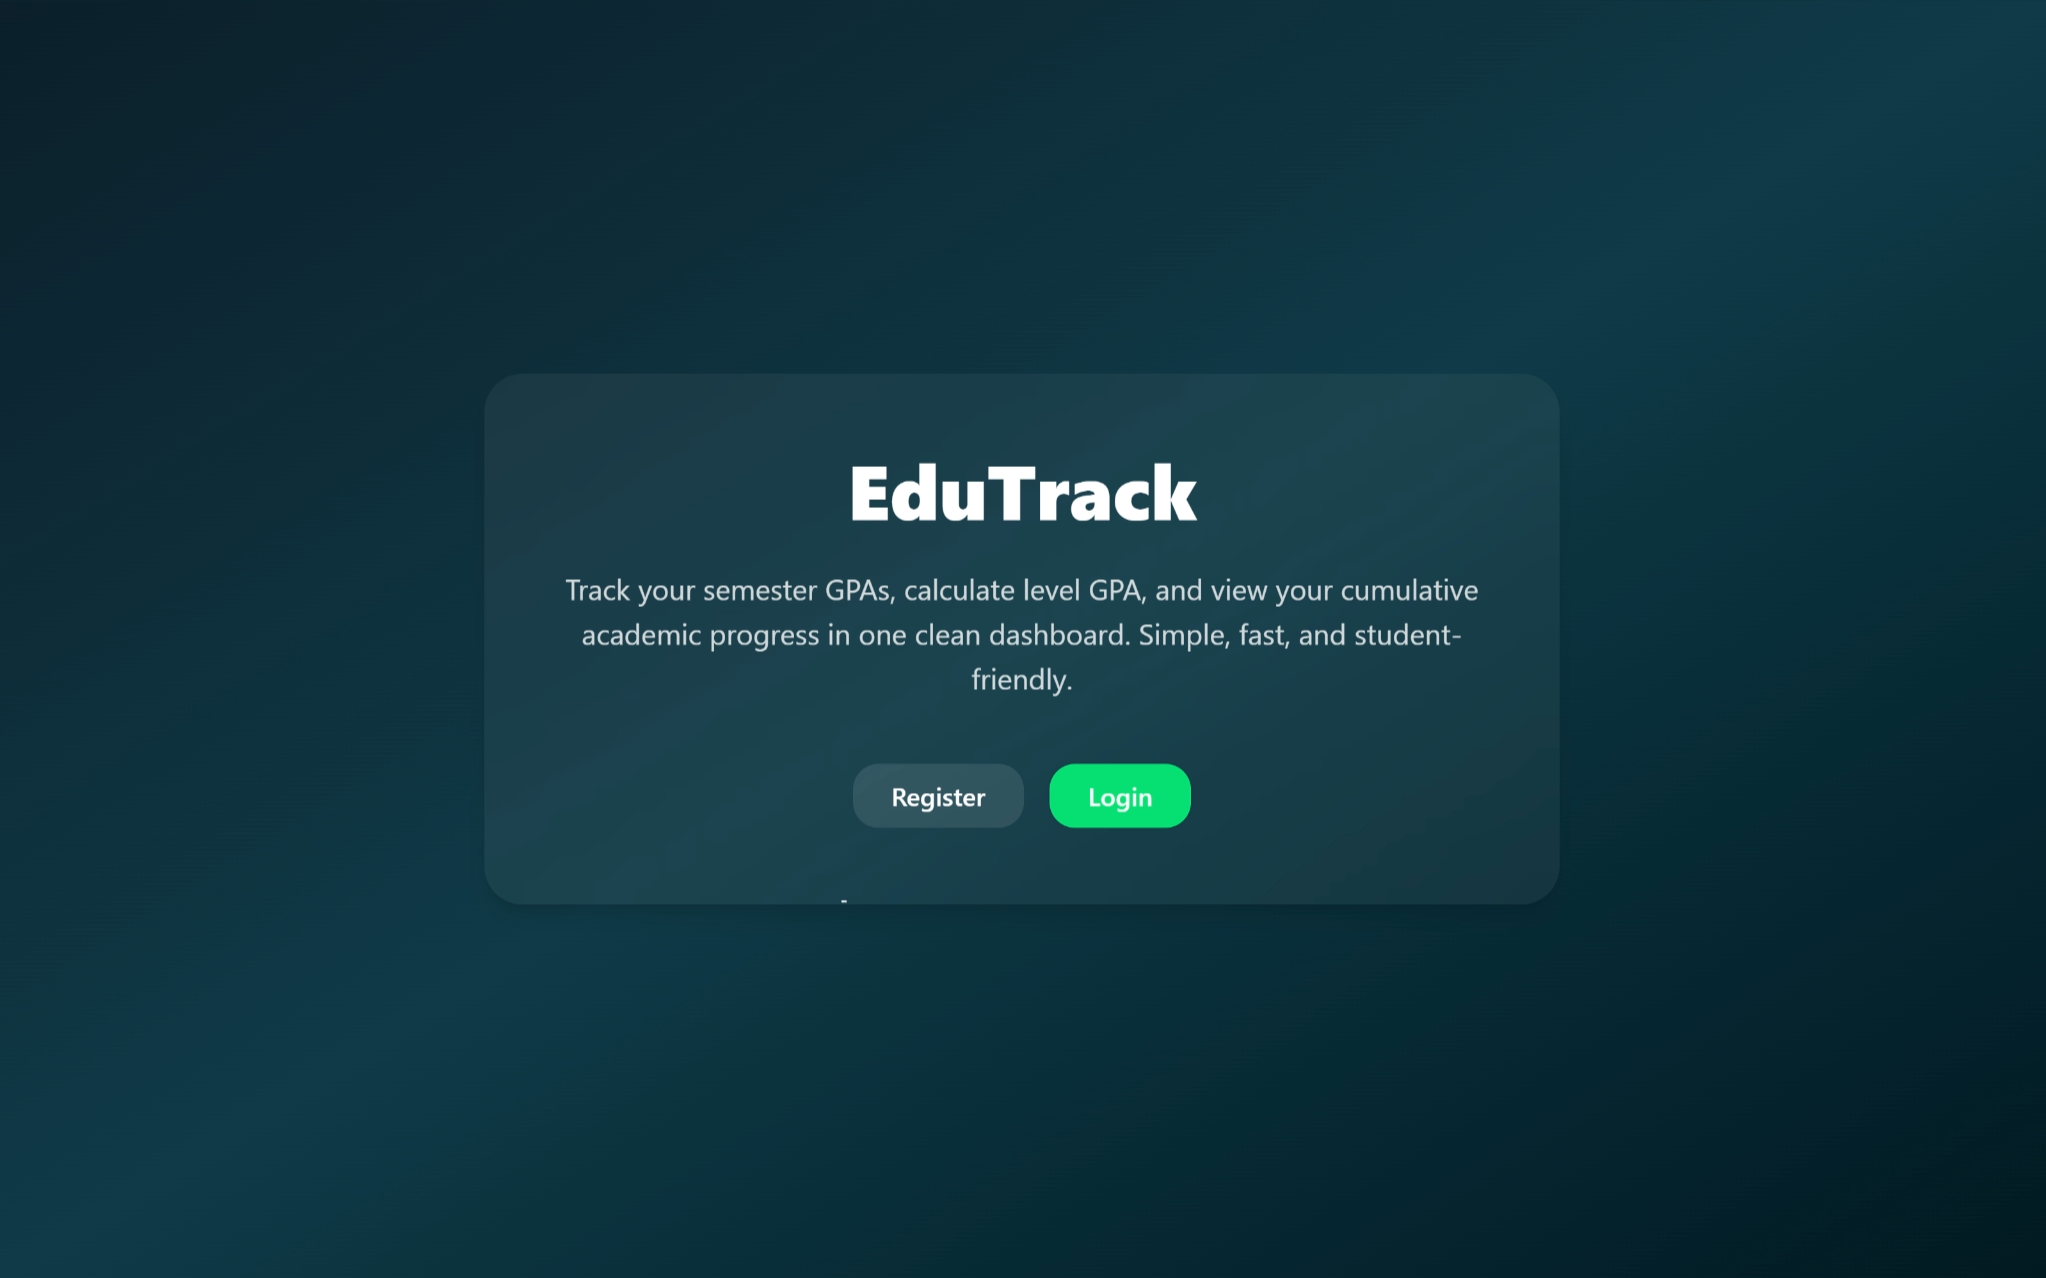 EduTrack
Track your semester GPAs, calculate level GPA, and view your cumulative
academic progress in one clean dashboard. Simple, fast, and student-
friendly.
Register Login
-